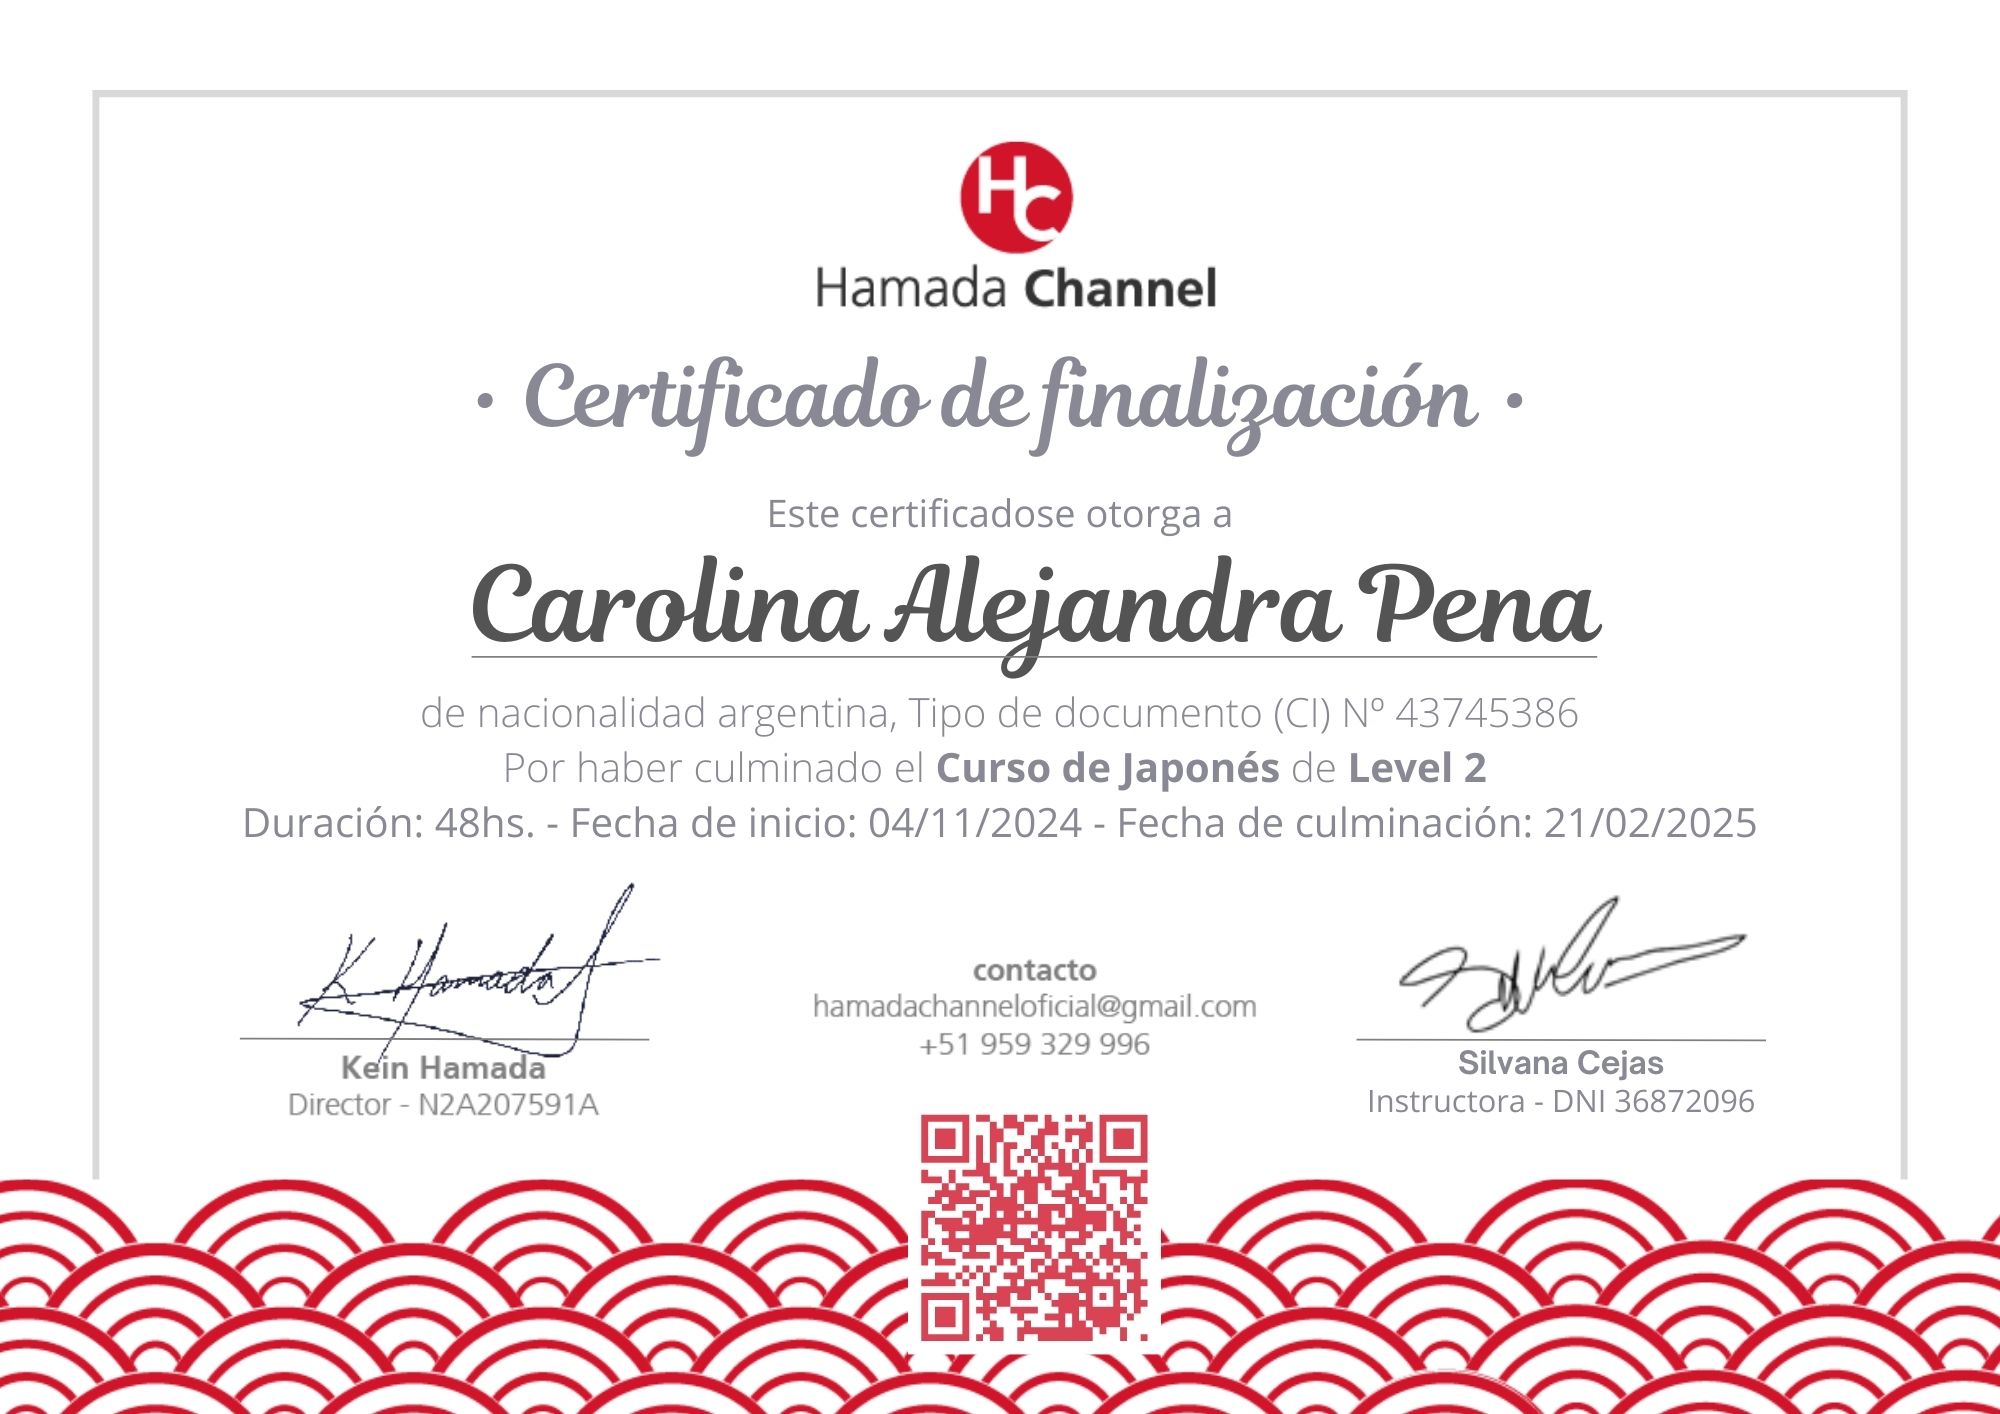 HC
Hamada Channel
• Certificado de finalización •
Este certificadose otorga a
Carolina Alejandra Pena
de nacionalidad argentina, Tipo de documento (CI) Nº 43745386
Por haber culminado el Curso de Japonés de Level 2
Duración: 48hs. - Fecha de inicio: 04/11/2024 - Fecha de culminación: 21/02/2025
K Hamada
Kein Hamada
Director - N2A207591A
contacto
hamadachanneloficial@gmail.com
+51 959 329 996
Silvana Cejas
Instructora - DNI 36872096